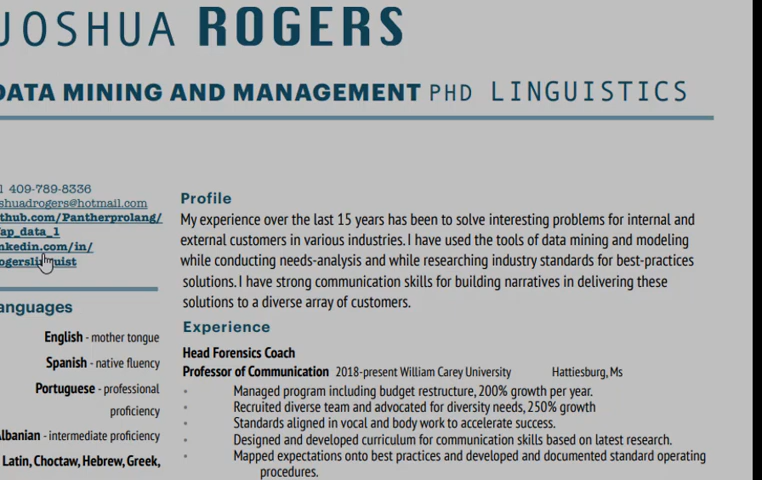 JOSHUA ROGERS
DATA MINING AND MANAGEMENT PHD LINGUISTICS
1 409-789-8336
shuadrogers@hotmail.com
thub.com/Pantherprolang/
ap_data_1
nkedin.com/in/
ogerslinguist
anguages
English - mother tongue
Spanish - native fluency
Portuguese - professional
proficiency
Albanian - intermediate proficiency
Latin, Choctaw, Hebrew, Greek,
Profile
My experience over the last 15 years has been to solve interesting problems for internal and
external customers in various industries. I have used the tools of data mining and modeling
while conducting needs-analysis and while researching industry standards for best-practices
solutions. I have strong communication skills for building narratives in delivering these
solutions to a diverse array of customers.
Experience
Head Forensics Coach
Professor of Communication 2018-present William Carey University Hattiesburg, Ms
• Managed program including budget restructure, 200% growth per year.
• Recruited diverse team and advocated for diversity needs, 250% growth
• Standards aligned in vocal and body work to accelerate success.
• Designed and developed curriculum for communication skills based on latest research.
• Mapped expectations onto best practices and developed and documented standard operating
procedures.